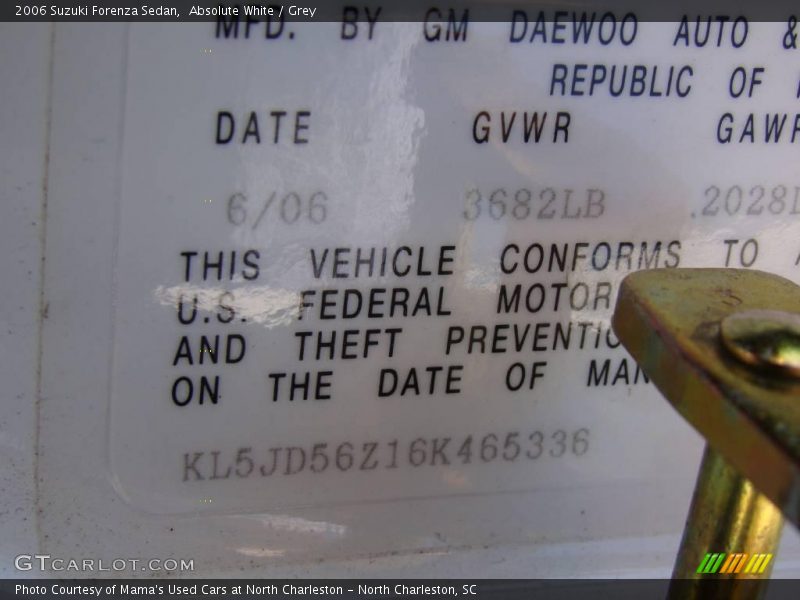 2006 Suzuki Forenza Sedan,  Absolute White / Grey
MFD. BY GM DAEWOO AUTO &
REPUBLIC OF
DATE GVWR GAWR
6/06 3682LB 2028
THIS VEHICLE CONFORMS TO
U.S. FEDERAL MOTOR
AND THEFT PREVENTIO
ON THE DATE OF MAN
KL5JD56Z16K465336
GTCARLOT.COM
Photo Courtesy of Mama's Used Cars at North Charleston - North Charleston, SC